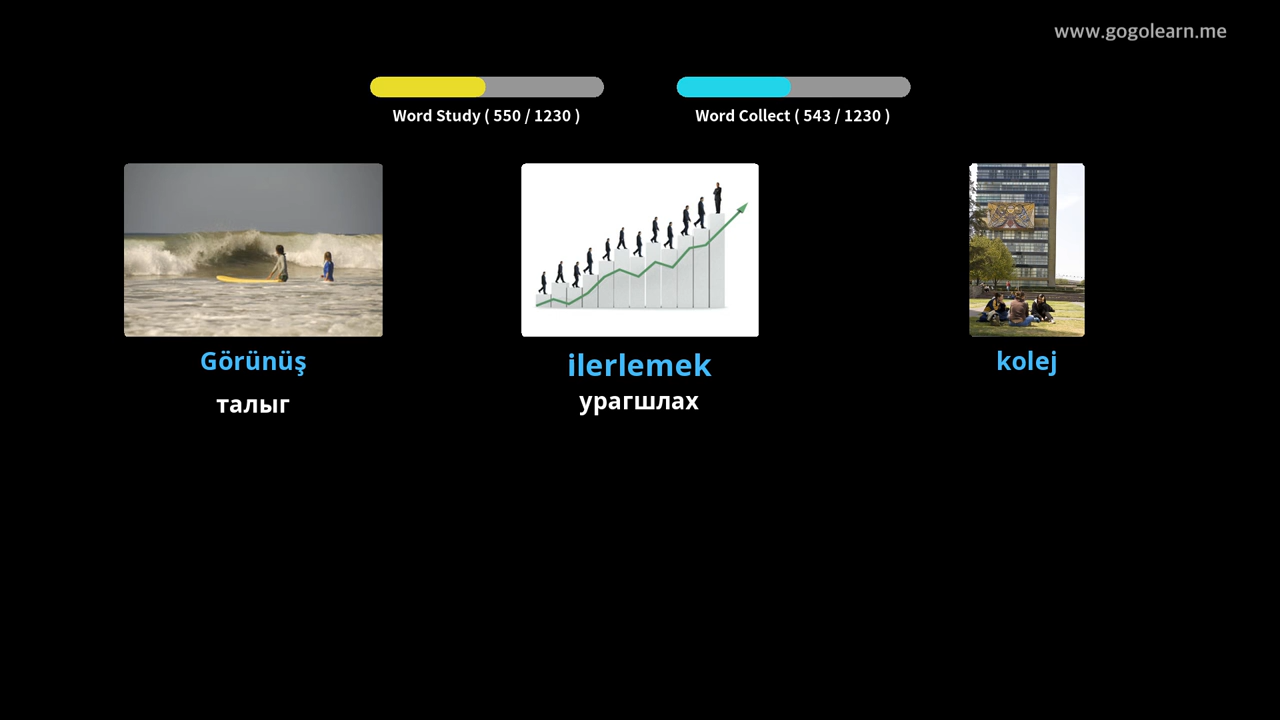 www.gogolearn.me
Word Study ( 550 / 1230 )
Word Collect ( 543 / 1230 )
Görünüş
ilerlemek
kolej
талыг
урагшлах